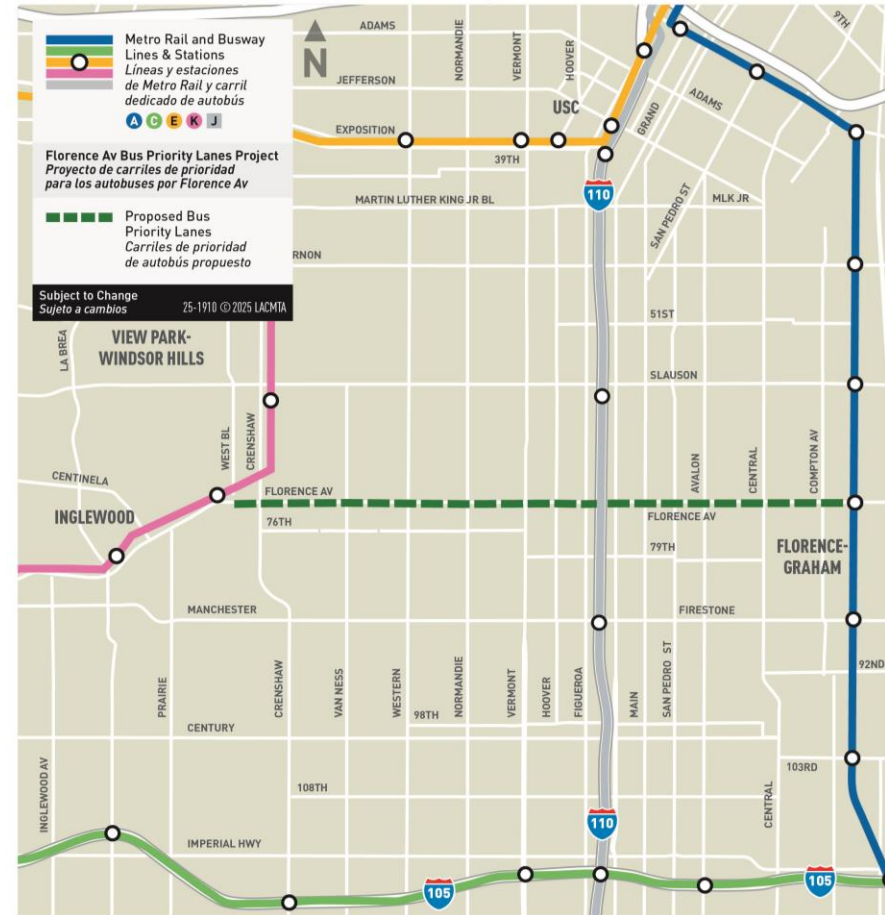 Metro Rail and Busway
Lines & Stations
Líneas y estaciones
de Metro Rail y carril
dedicado de autobús
A C E K J
Florence Av Bus Priority Lanes Project
Proyecto de carriles de prioridad
para los autobuses por Florence Av
Proposed Bus
Priority Lanes
Carriles de prioridad
de autobús propuesto
Subject to Change
Sujeto a cambios
25-1910 © 2025 LACMTA
N
ADAMS
NORMANDIE
VERMONT
HOOVER
9TH
JEFFERSON
USC
GRAND
ADAMS
EXPOSITION
39TH
110
MARTIN LUTHER KING JR BL
SAN PEDRO ST
MLK JR
RNON
51ST
LA BREA
VIEW PARK-
WINDSOR HILLS
SLAUSON
WEST BL
CRENSHAW
AVALON
CENTRAL
COMPTON AV
CENTINELA
FLORENCE AV
INGLEWOOD
76TH
FLORENCE AV
79TH
FLORENCE-
GRAHAM
MANCHESTER
FIRESTONE
92ND
PRAIRIE
CRENSHAW
VAN NESS
WESTERN
NORMANDIE
VERMONT
HOOVER
FIGUEROA
MAIN
SAN PEDRO ST
98TH
CENTURY
103RD
INGLEWOOD AV
108TH
CENTRAL
110
IMPERIAL HWY
105
105